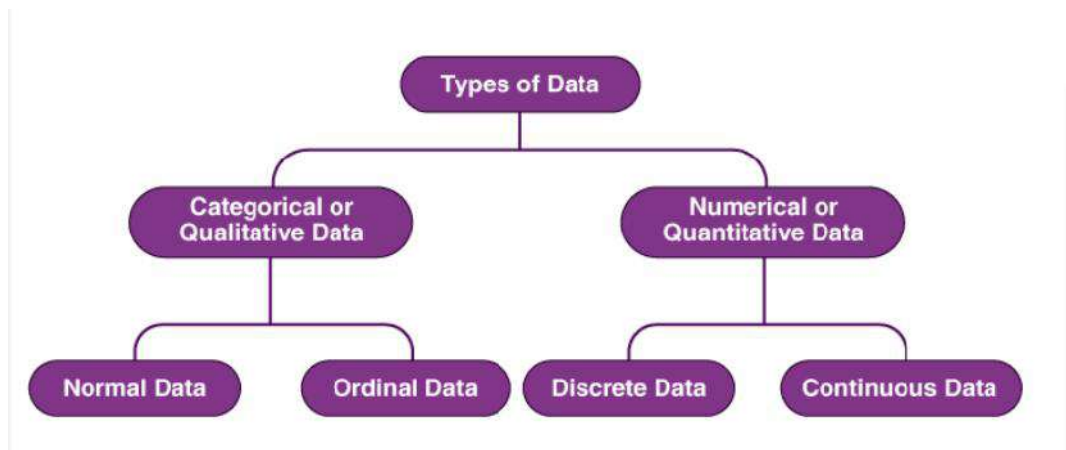 Types of Data
Categorical or
Qualitative Data
Numerical or
Quantitative Data
Normal Data
Ordinal Data
Discrete Data
Continuous Data